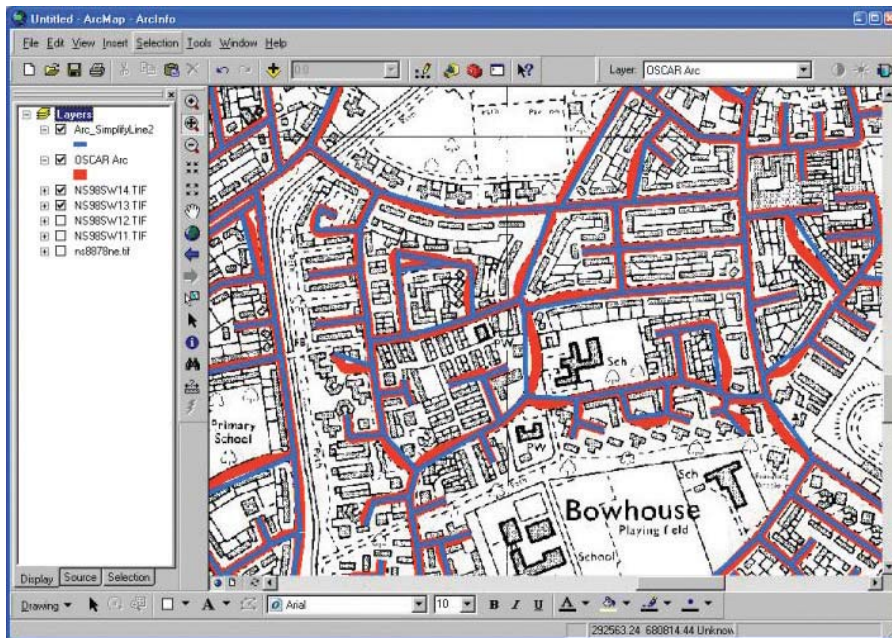 Untitled - ArcMap - ArcInfo
File Edit View Insert Selection Tools Window Help
0.0
Layer: OSCAR Arc
Layers
Arc_SimplifyLine2
OSCAR Arc
NS98SW14.TIF
NS98SW13.TIF
NS98SW12.TIF
NS98SW11.TIF
ns8878ne.tif
PW
Sch
Primary
School
PW
Sch
Bowhouse
Playing field
School
Display Source Selection
Drawing A Arial 10 B I U A
292563.24 680814.44 Unknow